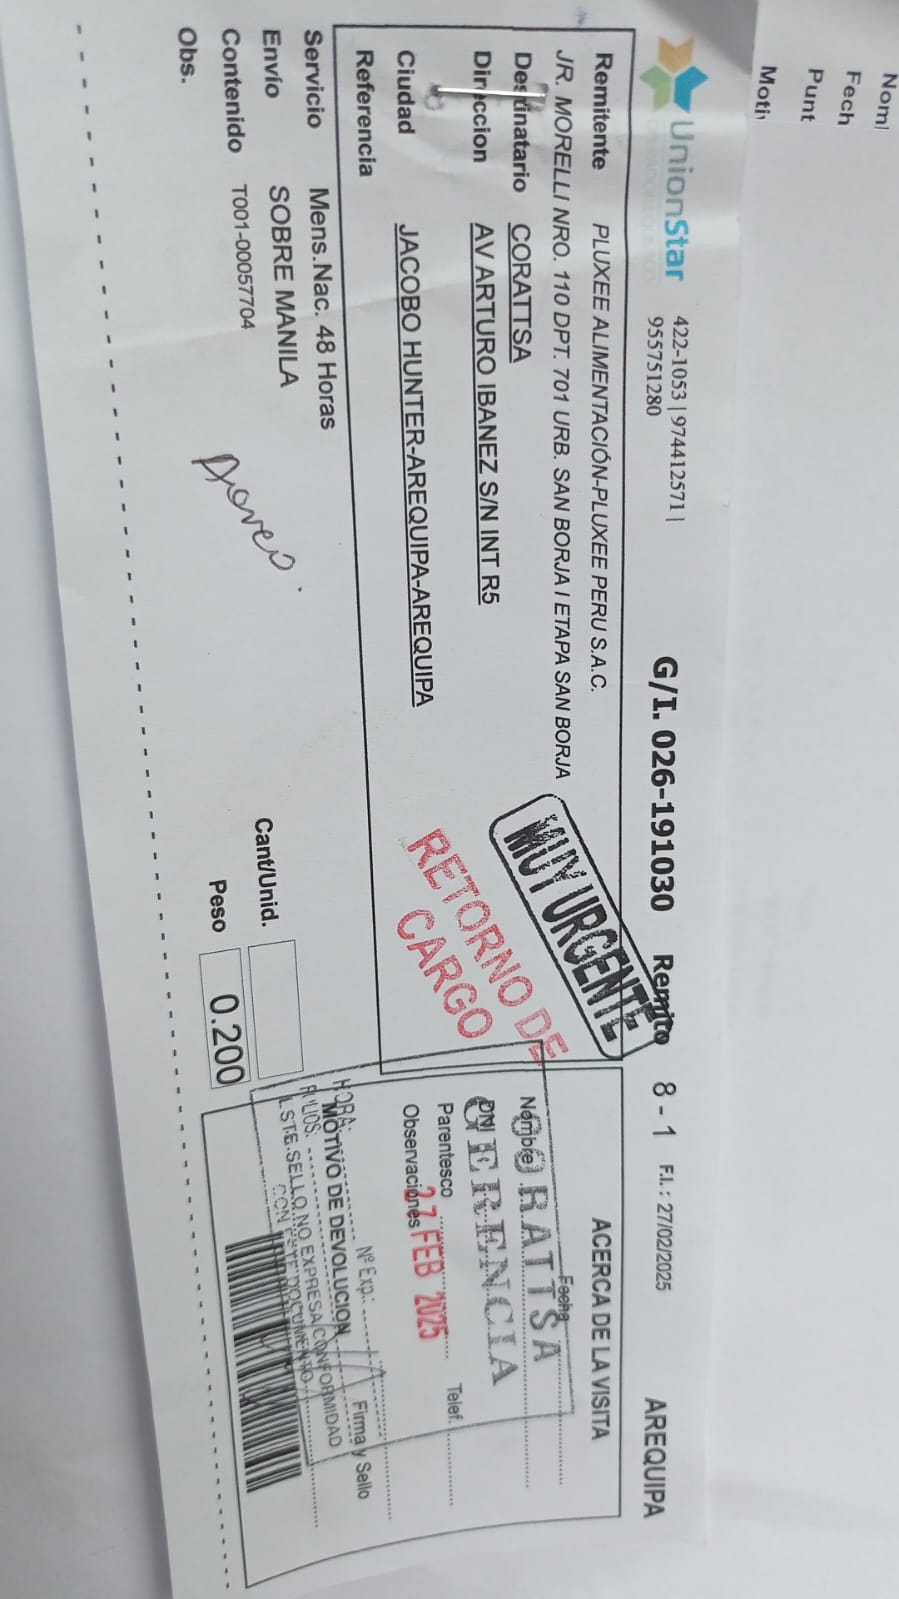 Noml
Fech
Punt
Moti
UnionStar
422-1053 | 974412571 |
955751280
G/I. 026-191030 Remito 8 - 1 F.I.: 27/02/2025 AREQUIPA
Remitente PLUXEE ALIMENTACIÓN-PLUXEE PERU S.A.C.
JR. MORELLI NRO. 110 DPT. 701 URB. SAN BORJA I ETAPA SAN BORJA
Destinatario CORATTSA
Direccion AV ARTURO IBANEZ S/N INT R5
Ciudad JACOBO HUNTER-AREQUIPA-AREQUIPA
Referencia
MUY URGENTE
RETORNO DE
CARGO
Servicio Mens.Nac. 48 Horas
Envío SOBRE MANILA
Contenido T001-00057704
Obs.
Cant/Unid.
Peso 0.200
ACERCA DE LA VISITA
Fecha
Nombre
DNI
Parentesco Telef.
Observaciones
MOTIVO DE DEVOLUCION
Firma y Sello
CORATTSA
GERENCIA
27 FEB 2025
Nº Exp.:
HORA:
FOLIOS:
ESTE SELLO NO EXPRESA CONFORMIDAD
CON ESTE DOCUMENTO